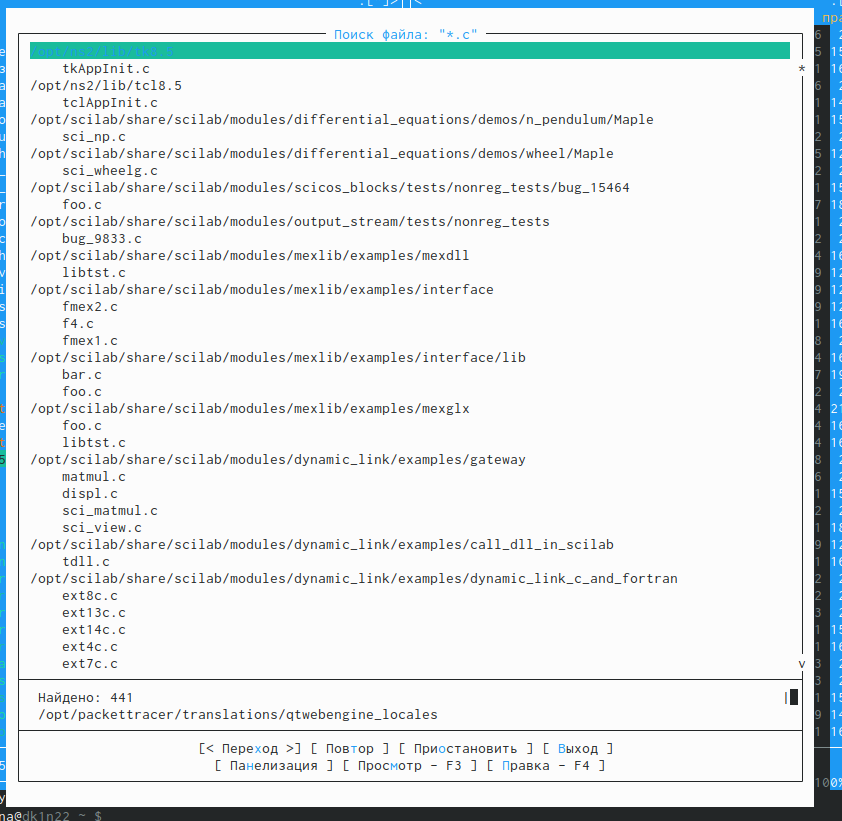 Поиск файла: "*.c"
/opt/ns2/lib/tk8.5
tkAppInit.c
/opt/ns2/lib/tcl8.5
tclAppInit.c
/opt/scilab/share/scilab/modules/differential_equations/demos/n_pendulum/Maple
sci_np.c
/opt/scilab/share/scilab/modules/differential_equations/demos/wheel/Maple
sci_wheelg.c
/opt/scilab/share/scilab/modules/scicos_blocks/tests/nonreg_tests/bug_15464
foo.c
/opt/scilab/share/scilab/modules/output_stream/tests/nonreg_tests
bug_9833.c
/opt/scilab/share/scilab/modules/mexlib/examples/mexdll
libtst.c
/opt/scilab/share/scilab/modules/mexlib/examples/interface
fmex2.c
f4.c
fmex1.c
/opt/scilab/share/scilab/modules/mexlib/examples/interface/lib
bar.c
foo.c
/opt/scilab/share/scilab/modules/mexlib/examples/mexglx
foo.c
libtst.c
/opt/scilab/share/scilab/modules/dynamic_link/examples/gateway
matmul.c
displ.c
sci_matmul.c
sci_view.c
/opt/scilab/share/scilab/modules/dynamic_link/examples/call_dll_in_scilab
tdll.c
/opt/scilab/share/scilab/modules/dynamic_link/examples/dynamic_link_c_and_fortran
ext8c.c
ext13c.c
ext14c.c
ext4c.c
ext7c.c
Найдено: 441
/opt/packettracer/translations/qtwebengine_locales
[< Переход >] [ Повтор ] [ Приостановить ] [ Выход ]
[ Панелизация ] [ Просмотр - F3 ] [ Правка - F4 ]
na@dk1n22 ~ $